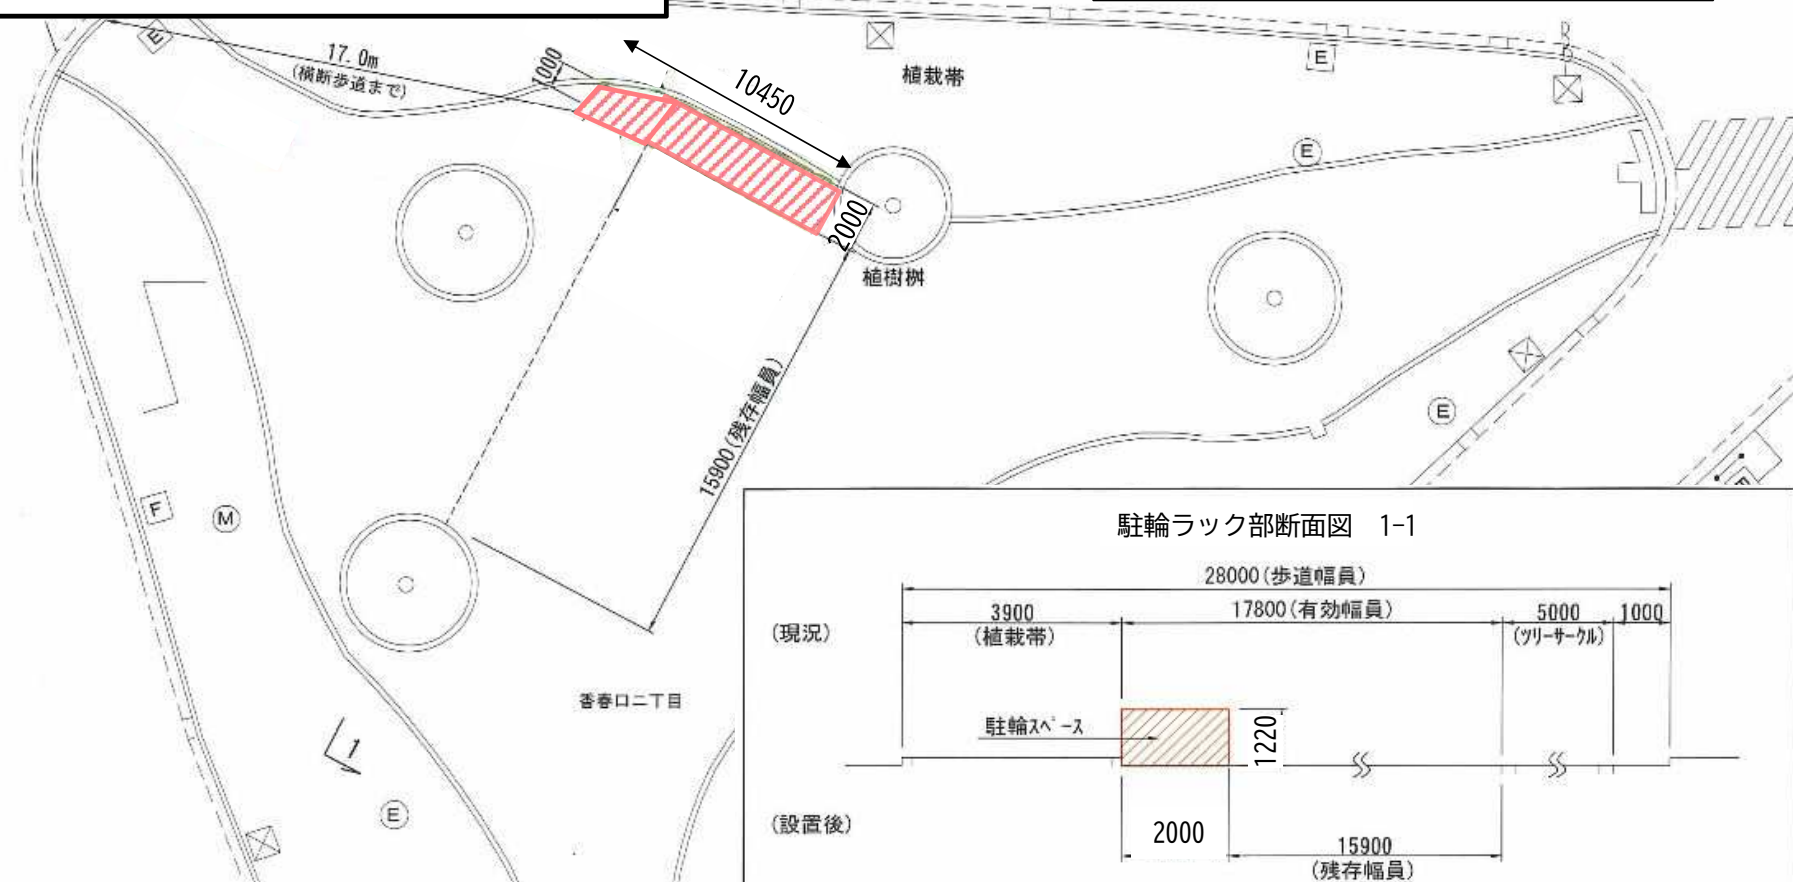 E
17.0m
(横断歩道まで)
1000
10450
植栽帯
E
E
2000
植樹桝
15900(残存幅員)
E
F
M
香春口二丁目
1
E
駐輪ラック部断面図 1-1
28000(歩道幅員)
(現況)
3900
(植栽帯)
17800(有効幅員)
5000
(ツリーサークル)
1000
駐輪スペース
1220
(設置後)
2000
15900
(残存幅員)